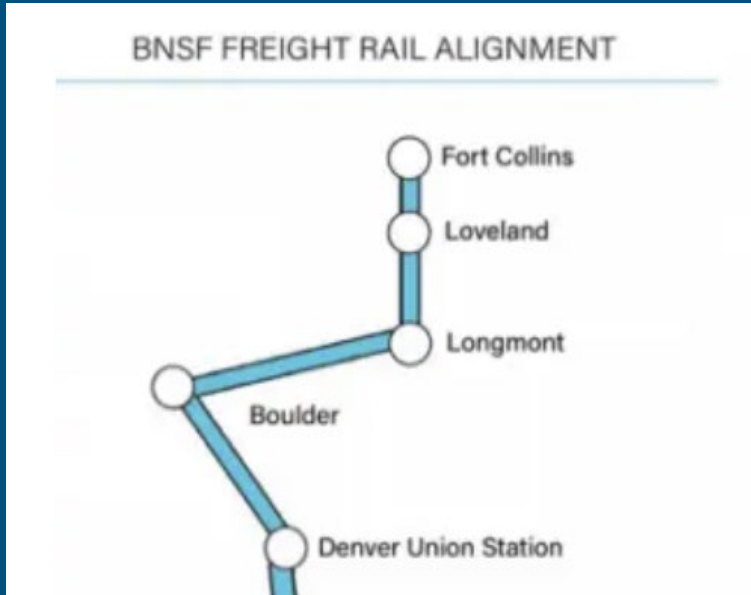 BNSF FREIGHT RAIL ALIGNMENT
Fort Collins
Loveland
Longmont
Boulder
Denver Union Station